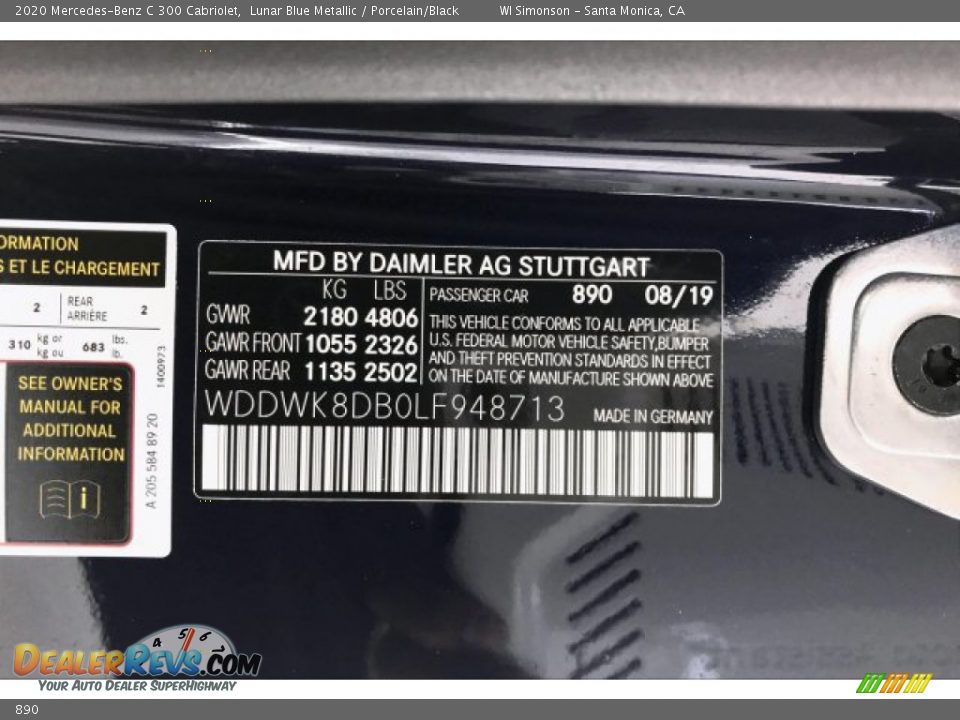 2020 Mercedes-Benz C 300 Cabriolet, Lunar Blue Metallic / Porcelain/Black WI Simonson - Santa Monica, CA
ORMATION
S ET LE CHARGEMENT
2 REAR ARRIÈRE 2
310 kg or kg ou 683 lbs. lb.
SEE OWNER'S
MANUAL FOR
ADDITIONAL
INFORMATION
i
1400973
A 205 584 89 20
MFD BY DAIMLER AG STUTTGART
KG LBS
GVWR 2180 4806
GAWR FRONT 1055 2326
GAWR REAR 1135 2502
PASSENGER CAR 890 08/19
THIS VEHICLE CONFORMS TO ALL APPLICABLE
U.S. FEDERAL MOTOR VEHICLE SAFETY,BUMPER
AND THEFT PREVENTION STANDARDS IN EFFECT
ON THE DATE OF MANUFACTURE SHOWN ABOVE
WDDWK8DB0LF948713 MADE IN GERMANY
4 5 6
DEALERREVS.COM
YOUR AUTO DEALER SUPERHIGHWAY
890